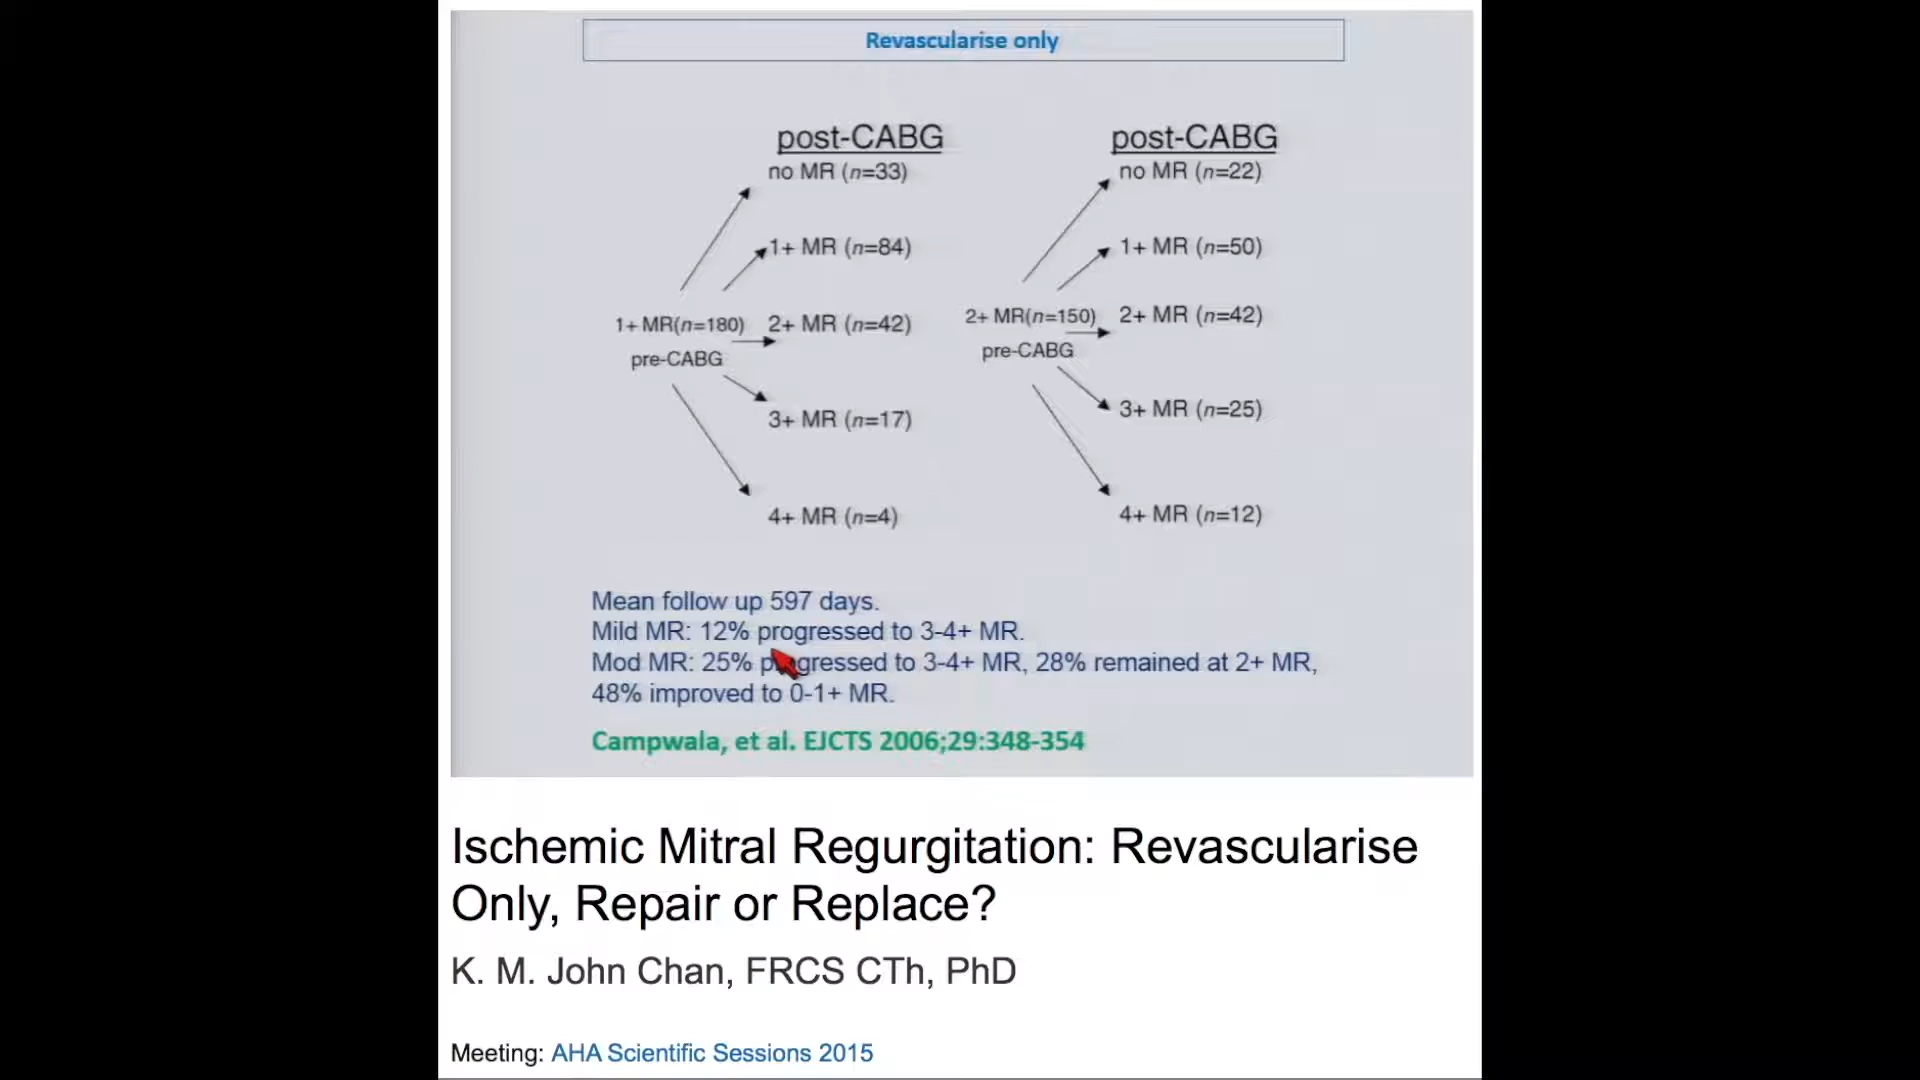 Revascularise only
post-CABG
no MR (n=33)
1+ MR (n=84)
1+ MR(n=180)
pre-CABG
2+ MR (n=42)
3+ MR (n=17)
4+ MR (n=4)
post-CABG
no MR (n=22)
1+ MR (n=50)
2+ MR(n=150)
pre-CABG
2+ MR (n=42)
3+ MR (n=25)
4+ MR (n=12)
Mean follow up 597 days.
Mild MR: 12% progressed to 3-4+ MR.
Mod MR: 25% progressed to 3-4+ MR, 28% remained at 2+ MR,
48% improved to 0-1+ MR.
Campwala, et al. EJCTS 2006;29:348-354
Ischemic Mitral Regurgitation: Revascularise
Only, Repair or Replace?
K. M. John Chan, FRCS CTh, PhD
Meeting: AHA Scientific Sessions 2015